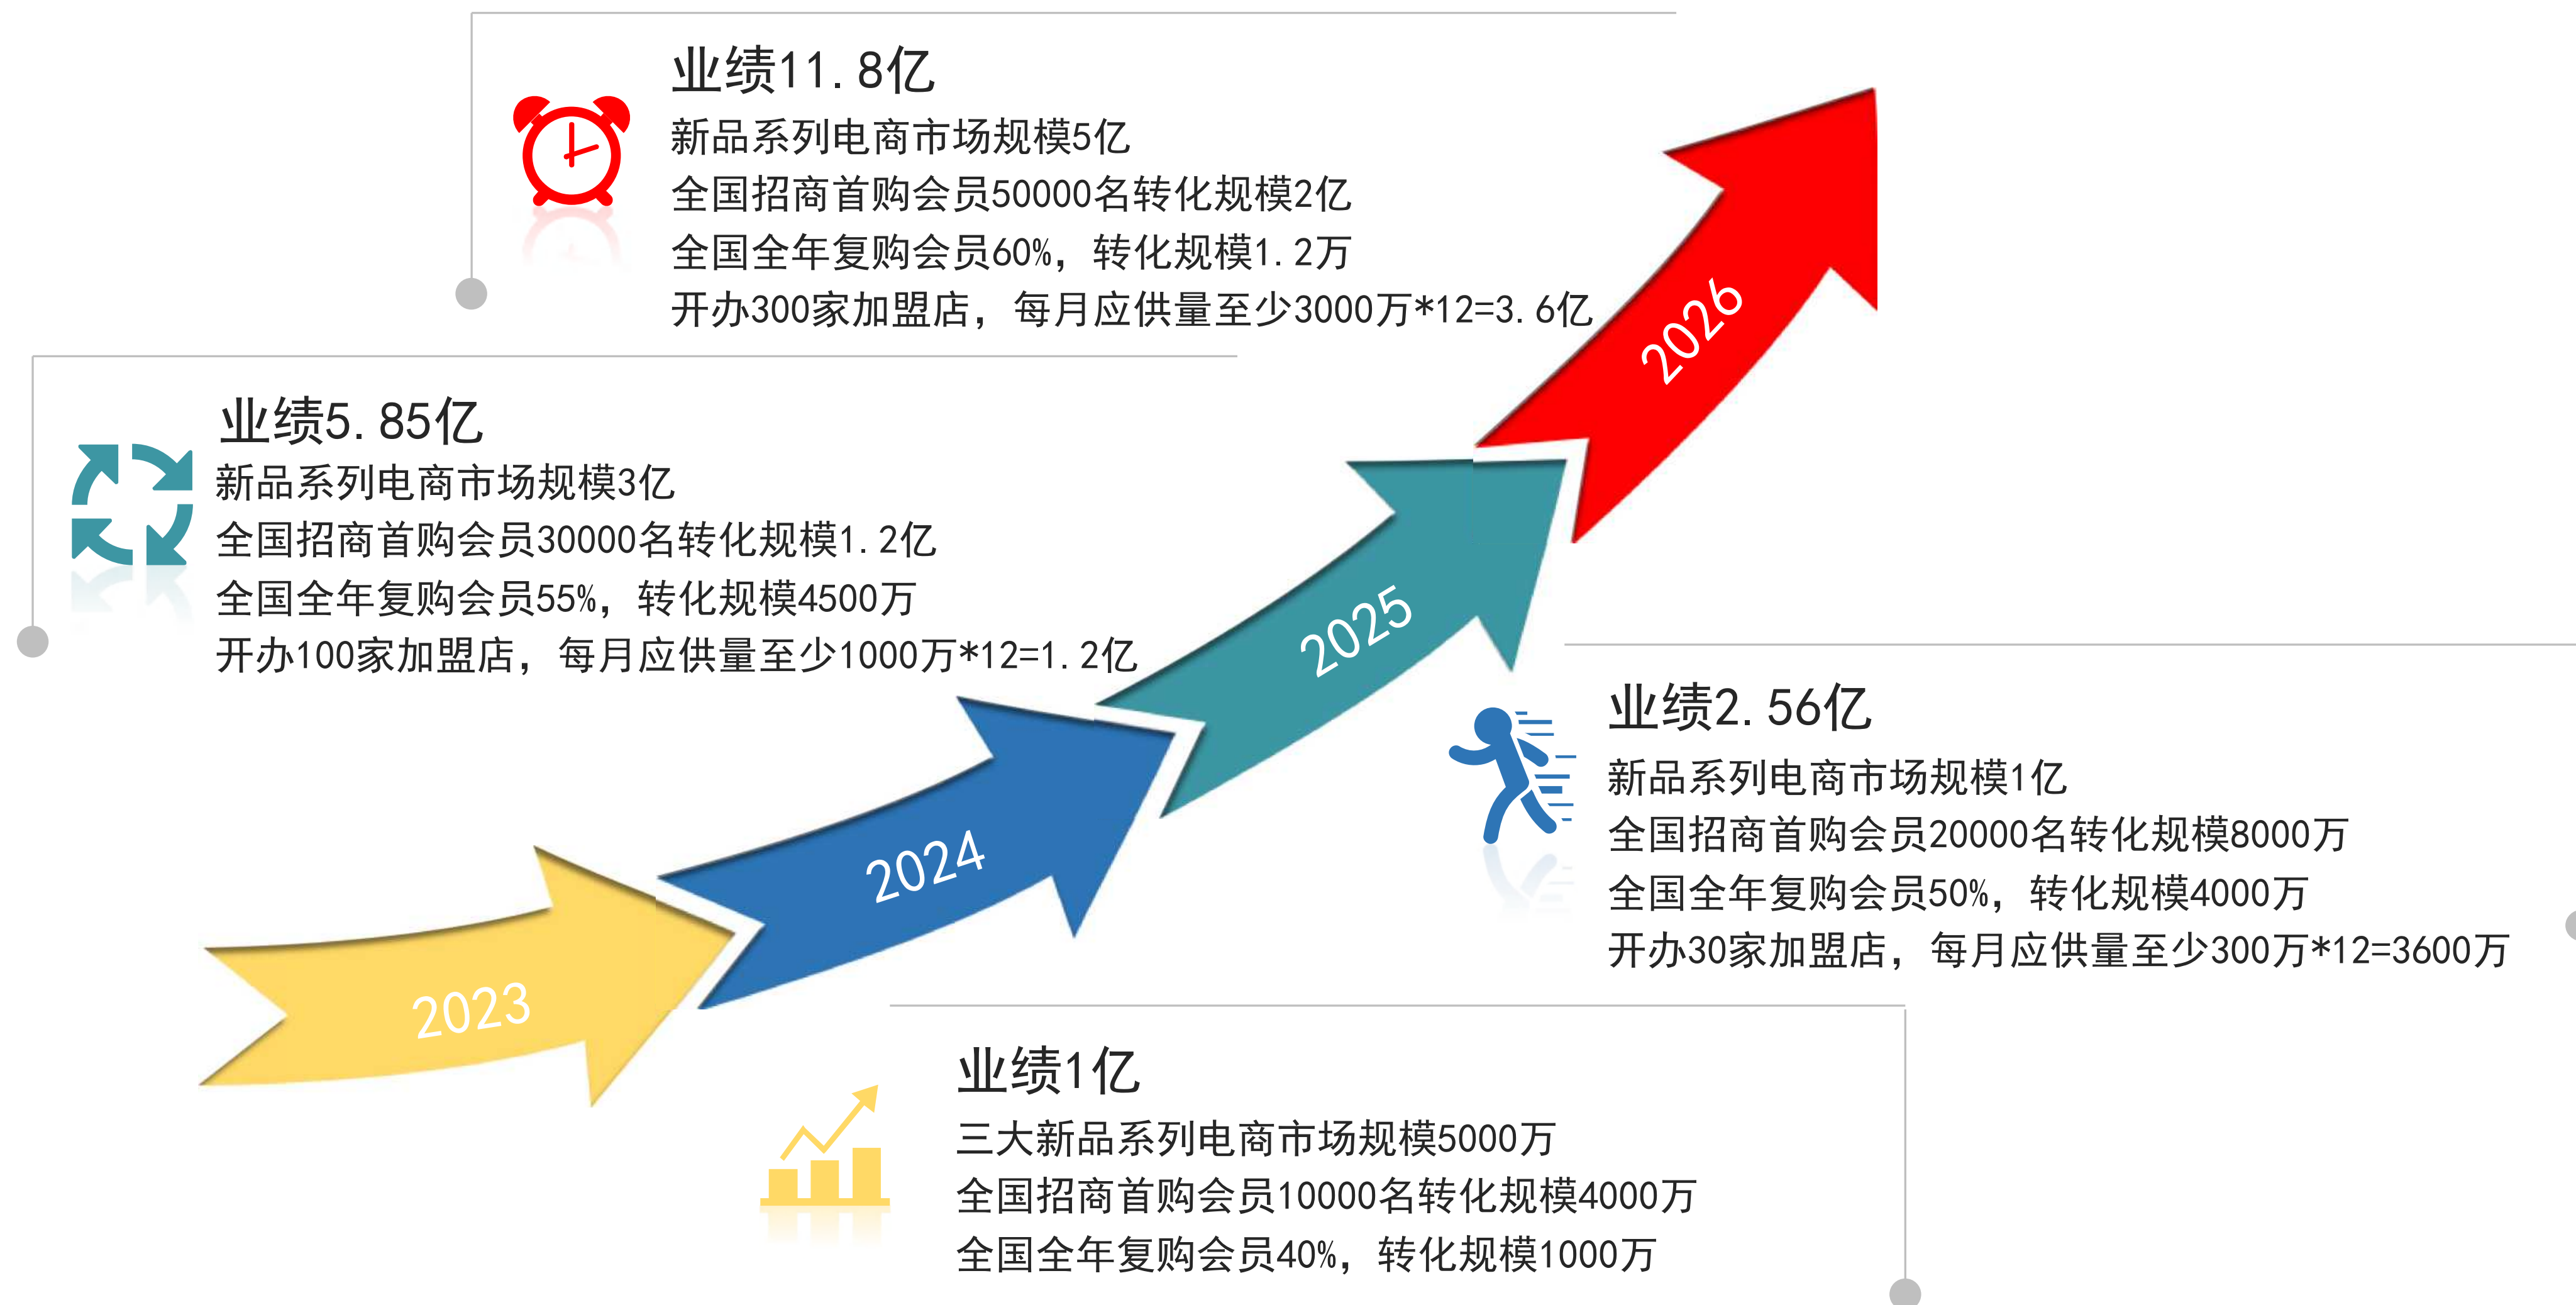 业绩11.8亿
新品系列电商市场规模5亿
全国招商首购会员50000名转化规模2亿
全国全年复购会员60%，转化规模1.2万
开办300家加盟店，每月应供量至少3000万*12=3.6亿
2026
业绩5.85亿
新品系列电商市场规模3亿
全国招商首购会员30000名转化规模1.2亿
全国全年复购会员55%，转化规模4500万
开办100家加盟店，每月应供量至少1000万*12=1.2亿
2025
业绩2.56亿
新品系列电商市场规模1亿
全国招商首购会员20000名转化规模8000万
全国全年复购会员50%，转化规模4000万
开办30家加盟店，每月应供量至少300万*12=3600万
2024
2023
业绩1亿
三大新品系列电商市场规模5000万
全国招商首购会员10000名转化规模4000万
全国全年复购会员40%，转化规模1000万